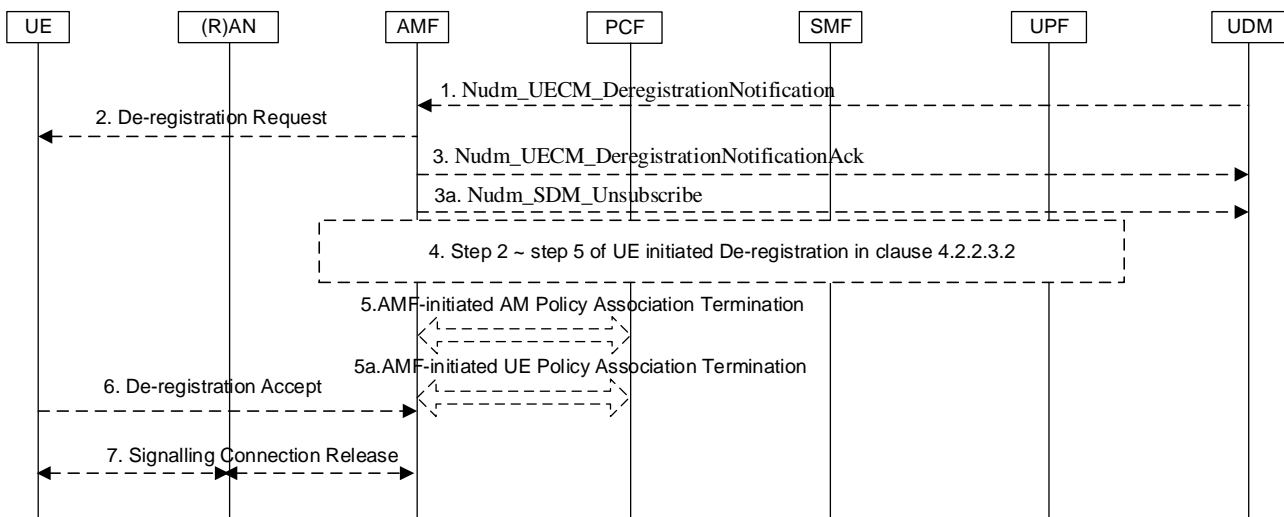 UE
(R)AN
AMF
PCF
SMF
UPF
UDM
1. Nudm_UECM_DeregistrationNotification
2. De-registration Request
3. Nudm_UECM_DeregistrationNotificationAck
3a. Nudm_SDM_Unsubscribe
4. Step 2 ~ step 5 of UE initiated De-registration in clause 4.2.2.3.2
5.AMF-initiated AM Policy Association Termination
5a.AMF-initiated UE Policy Association Termination
6. De-registration Accept
7. Signalling Connection Release